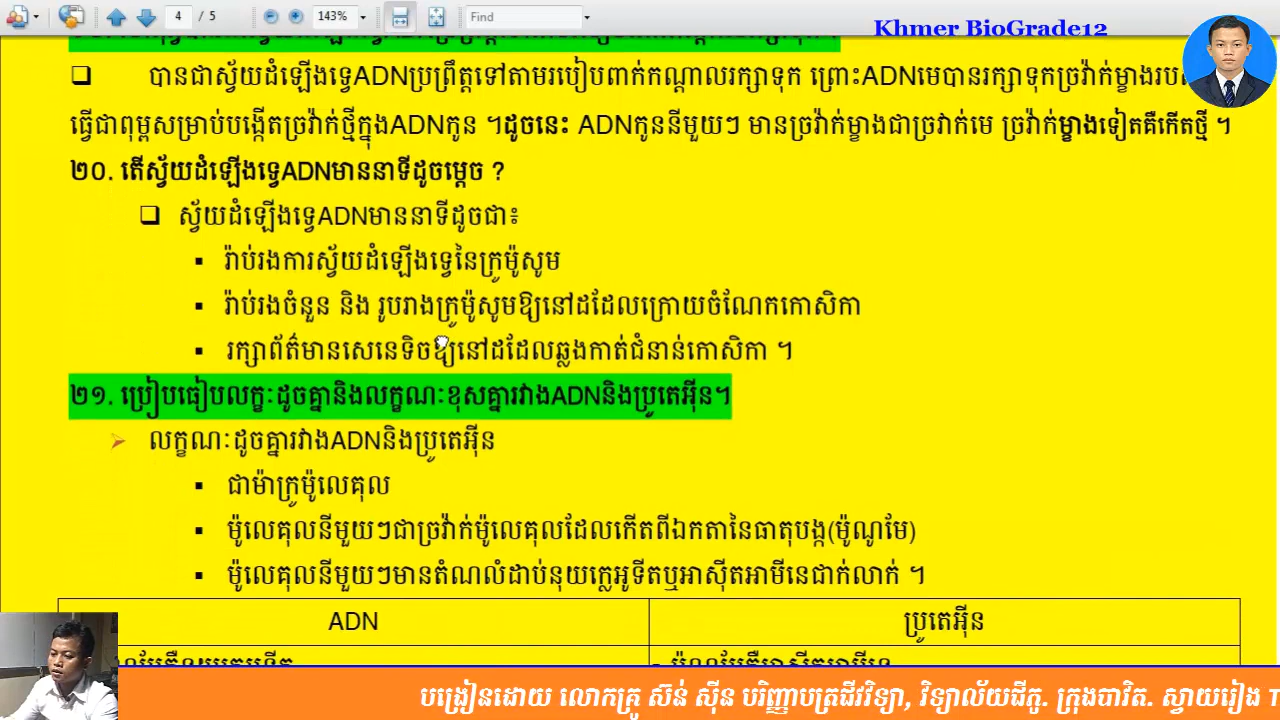 4 / 5 143% Find
Khmer BioGrade12
បានជាស្វ័យដំឡើងទ្វេADNប្រព្រឹត្តទៅតាមរបៀបពាក់កណ្តាលរក្សាទុក ព្រោះADNមេបានរក្សាទុកច្រវ៉ាក់ម្ខាង
ធ្វើជាពុម្ពសម្រាប់បង្កើតច្រវ៉ាក់ថ្មីក្នុងADNកូន ។ដូចនេះ ADNកូននីមួយៗ មានច្រវ៉ាក់ម្ខាងជាច្រវាក់មេ ច្រវ៉ាក់ម្ខាងទៀតគឺកើតថ្មី ។
២០. តើស្វ័យដំឡើងទ្វេADNមាននាទីដូចម្តេច ?
ស្វ័យដំឡើងទ្វេADNមាននាទីដូចជា៖
រ៉ាប់រងការស្វ័យដំឡើងទ្វេនៃក្រូម៉ូសូម
រ៉ាប់រងចំនួន និង រូបរាងក្រូម៉ូសូមឱ្យនៅដដែលក្រោយចំណែកកោសិកា
រក្សាព័ត៌មានសេនេទិចឱ្យនៅដដែលឆ្លងកាត់ជំនាន់កោសិកា ។
២១. ប្រៀបធៀបលក្ខៈដូចគ្នានិងលក្ខណៈខុសគ្នារវាងADNនិងប្រូតេអ៊ីន។
លក្ខណៈដូចគ្នារវាងADNនិងប្រូតេអ៊ីន
ជាម៉ាក្រូម៉ូលេគុល
ម៉ូលេគុលនីមួយៗជាច្រវ៉ាក់ម៉ូលេគុលដែលកើតពីឯកតានៃធាតុបង្ក(ម៉ូណូមែ)
ម៉ូលេគុលនីមួយៗមានតំណលំដាប់នុយក្លេអូទីតឬអាស៊ីតអាមីនេជាក់លាក់ ។
ADN ប្រូតេអ៊ីន
បង្រៀនដោយ លោកគ្រូ ស៊ន់ ស៊ីន បរិញ្ញាបត្រជីវវិទ្យា, វិទ្យាល័យជីភូ. ក្រុងបាវិត. ស្វាយរៀង